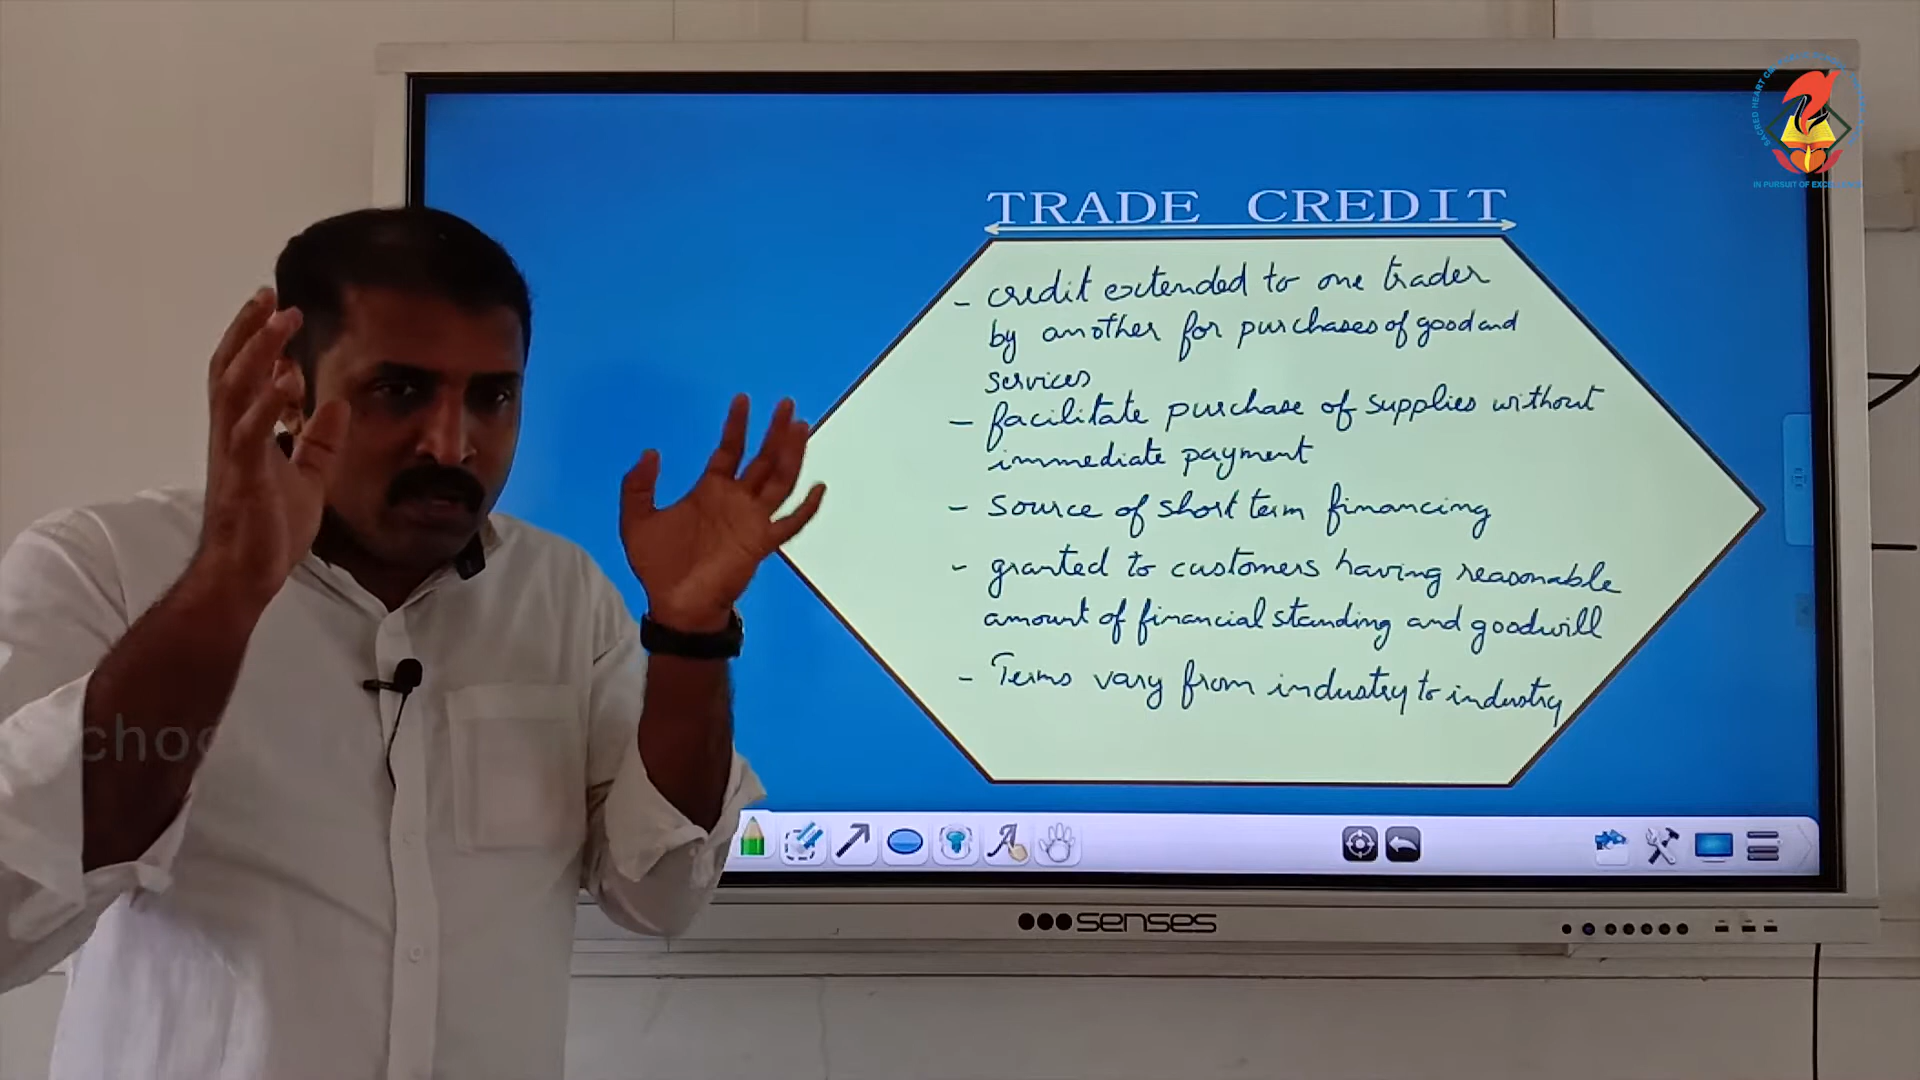 TRADE CREDIT
- credit extended to one trader
by another for purchases of good and
services
- facilitate purchase of supplies without
immediate payment
- source of short term financing
- granted to customers having reasonable
amount of financial standing and goodwill
- Terms vary from industry to industry
senses
SACRED HEART
IN PURSUIT OF